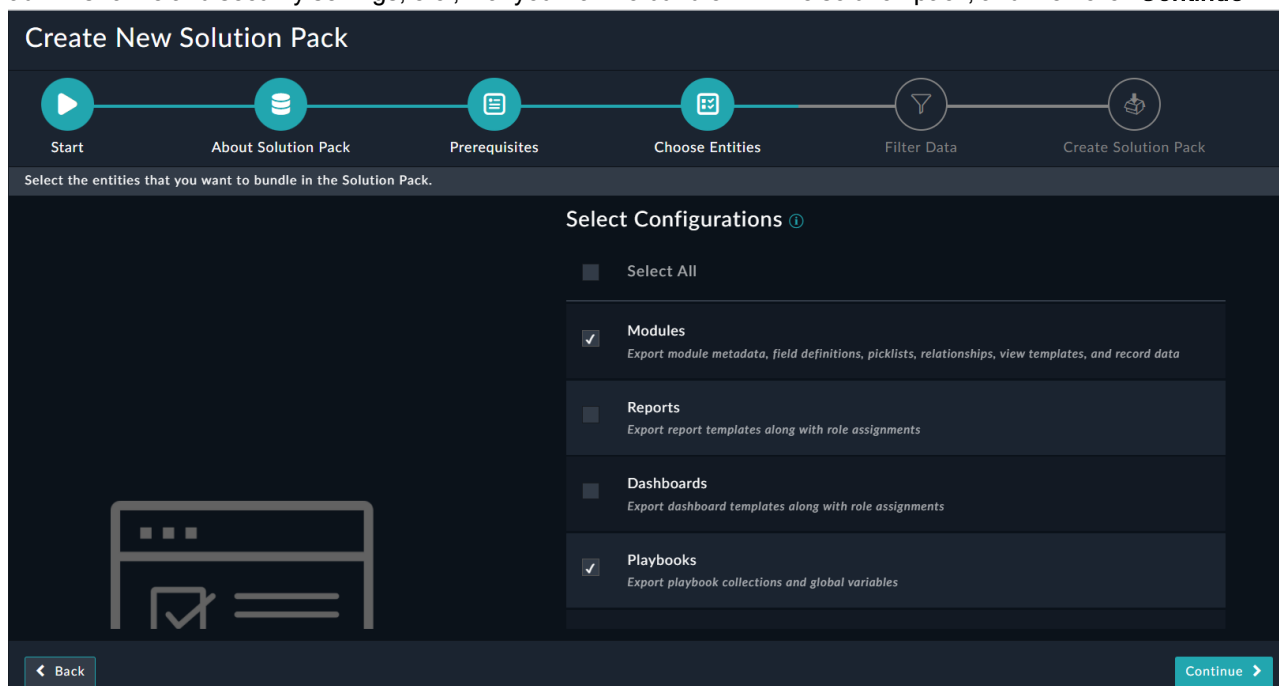 Create New Solution Pack
Start
About Solution Pack
Prerequisites
Choose Entities
Filter Data
Create Solution Pack
Select the entities that you want to bundle in the Solution Pack.
Select Configurations
Select All
Modules
Export module metadata, field definitions, picklists, relationships, view templates, and record data
Reports
Export report templates along with role assignments
Dashboards
Export dashboard templates along with role assignments
Playbooks
Export playbook collections and global variables
Back
Continue